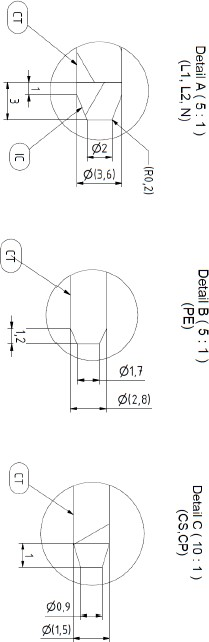 Detail A ( 5 : 1 )
(L1, L2, N)
CT
1
3
IC
Ø2
Ø(3,6)
(R0,2)
Detail B ( 5 : 1 )
(PE)
CT
1,2
Ø1,7
Ø(2,8)
Detail C ( 10 : 1 )
(CS,CP)
CT
1
Ø0,9
Ø(1,5)